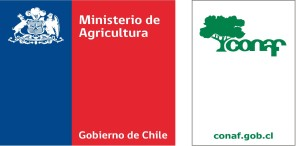 Ministerio de
Agricultura
Gobierno de Chile
conaf
conaf.gob.cl